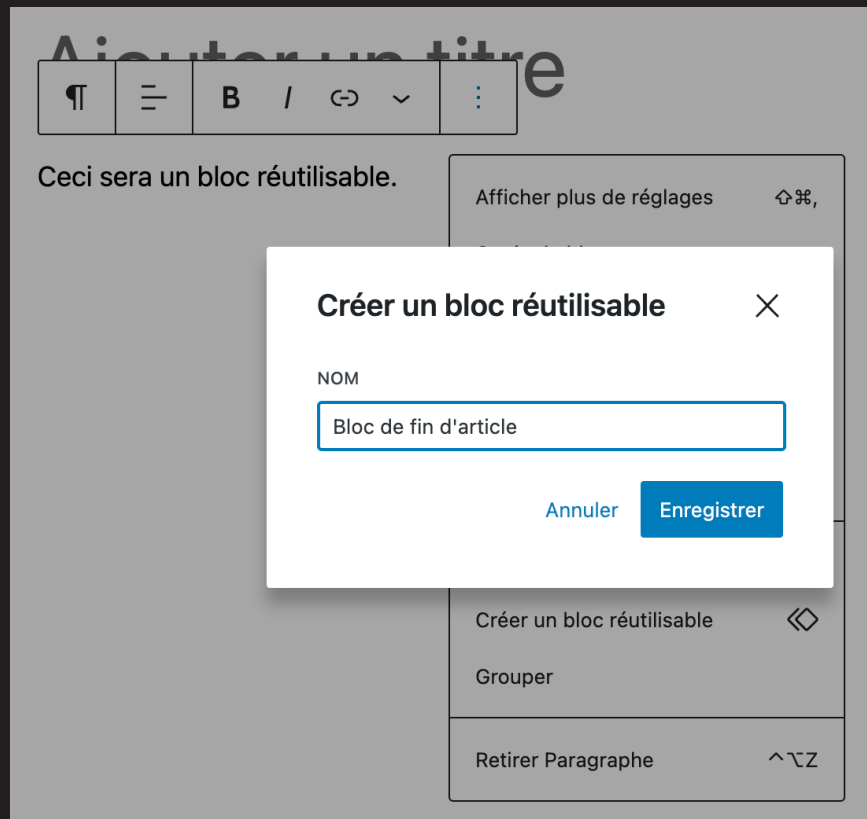 Ajouter un titre
B I
Ceci sera un bloc réutilisable.
Afficher plus de réglages ⇧⌘,
Créer un bloc réutilisable
NOM
Bloc de fin d'article
Annuler Enregistrer
Créer un bloc réutilisable
Grouper
Retirer Paragraphe ^⌥Z